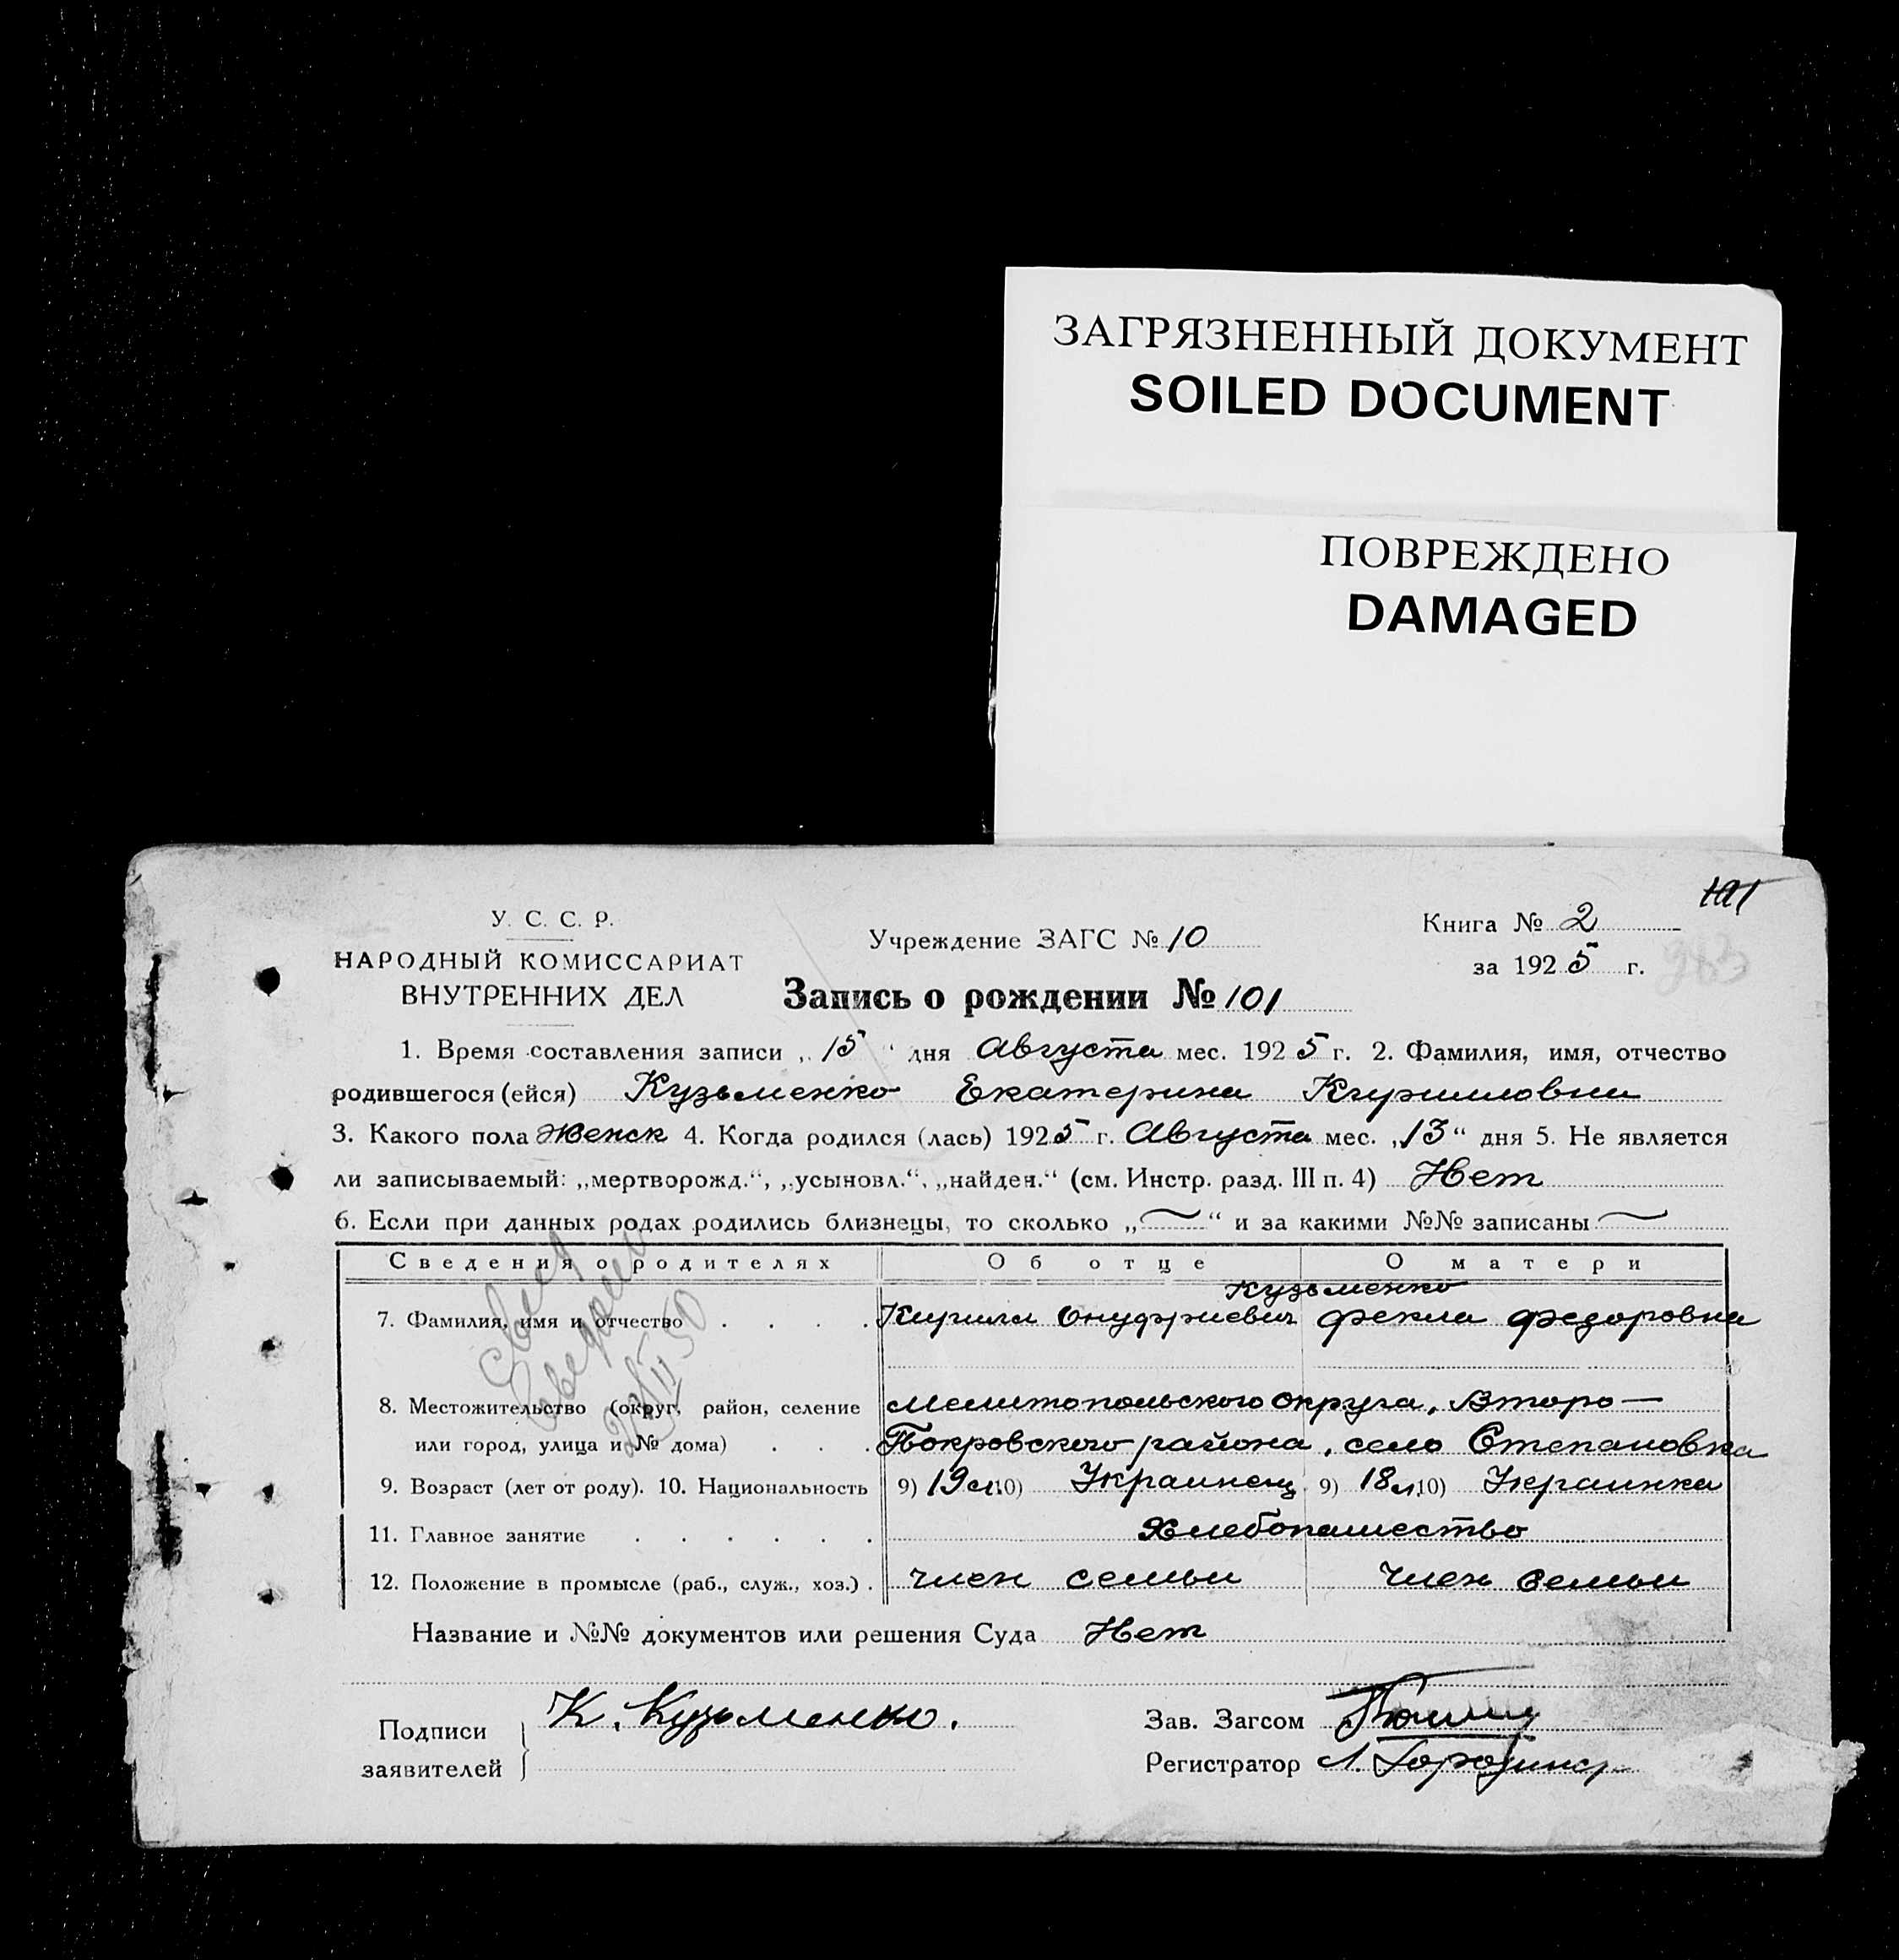 ЗАГРЯЗНЕННЫЙ ДОКУМЕНТ
SOILED DOCUMENT
ПОВРЕЖДЕНО
DAMAGED
101
У. С. С. Р.
НАРОДНЫЙ КОМИССАРИАТ
ВНУТРЕННИХ ДЕЛ
Учреждение ЗАГС № 10
Книга № 2
за 1925 г.
Запись о рождении № 101
1. Время составления записи „15“ дня Августа мес. 1925 г. 2. Фамилия, имя, отчество
родившегося (ейся) Кузьменко Екатерина Кирилловна
3. Какого пола Женск 4. Когда родился (лась) 1925 г. Августа мес. „13“ дня 5. Не является
ли записываемый: „мертворожд.“, „усыновл.“, „найден.“ (см. Инстр. разд. III п. 4) Нет
6. Если при данных родах родились близнецы, то сколько „—“ и за какими №№ записаны —
Сведения о родителях Об отце О матери
Кузьменко
7. Фамилия, имя и отчество . . . . Кирилл Онуфриевич Фекла Федоровна
8. Местожительство (округ, район, селение Мелитопольского округа, Второ—
или город, улица и № дома) . . . Покровского района, село Степановка
9. Возраст (лет от роду). 10. Национальность 9) 19 л. 10) Украинец 9) 18 л. 10) Украинка
11. Главное занятие . . . . . . Хлебопашество
12. Положение в промысле (раб., служ., хоз.) . член семьи член семьи
Название и №№ документов или решения Суда Нет
Подписи
заявителей
К. Кузьменко.
Зав. Загсом
Регистратор